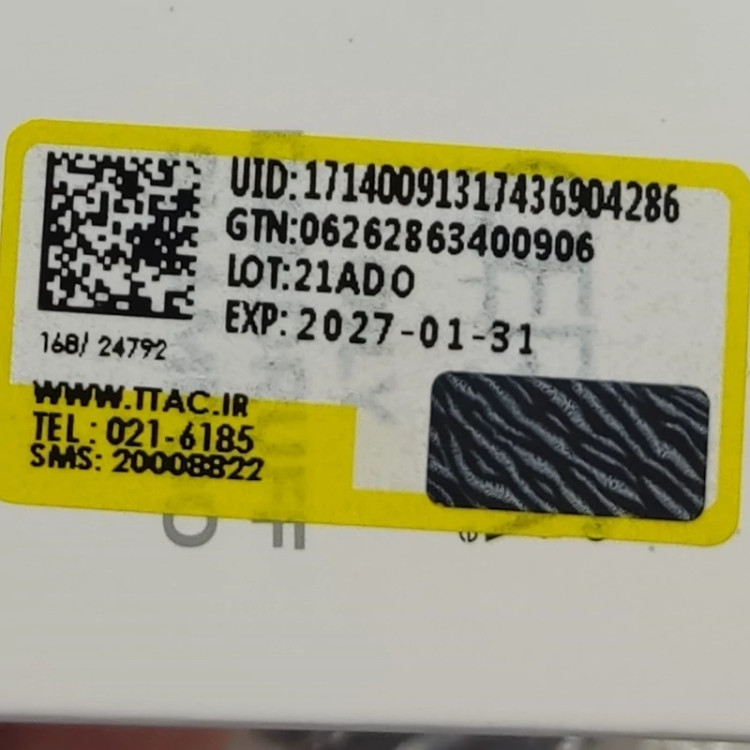 UID:17140091317436904286
GTN:06262863400906
LOT:21ADO
EXP: 2027-01-31
168/ 24792
WWW.TTAC.IR
TEL: 021-6185
SMS: 20008822